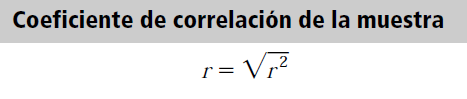 Coeficiente de correlación de la muestra
r = √r²